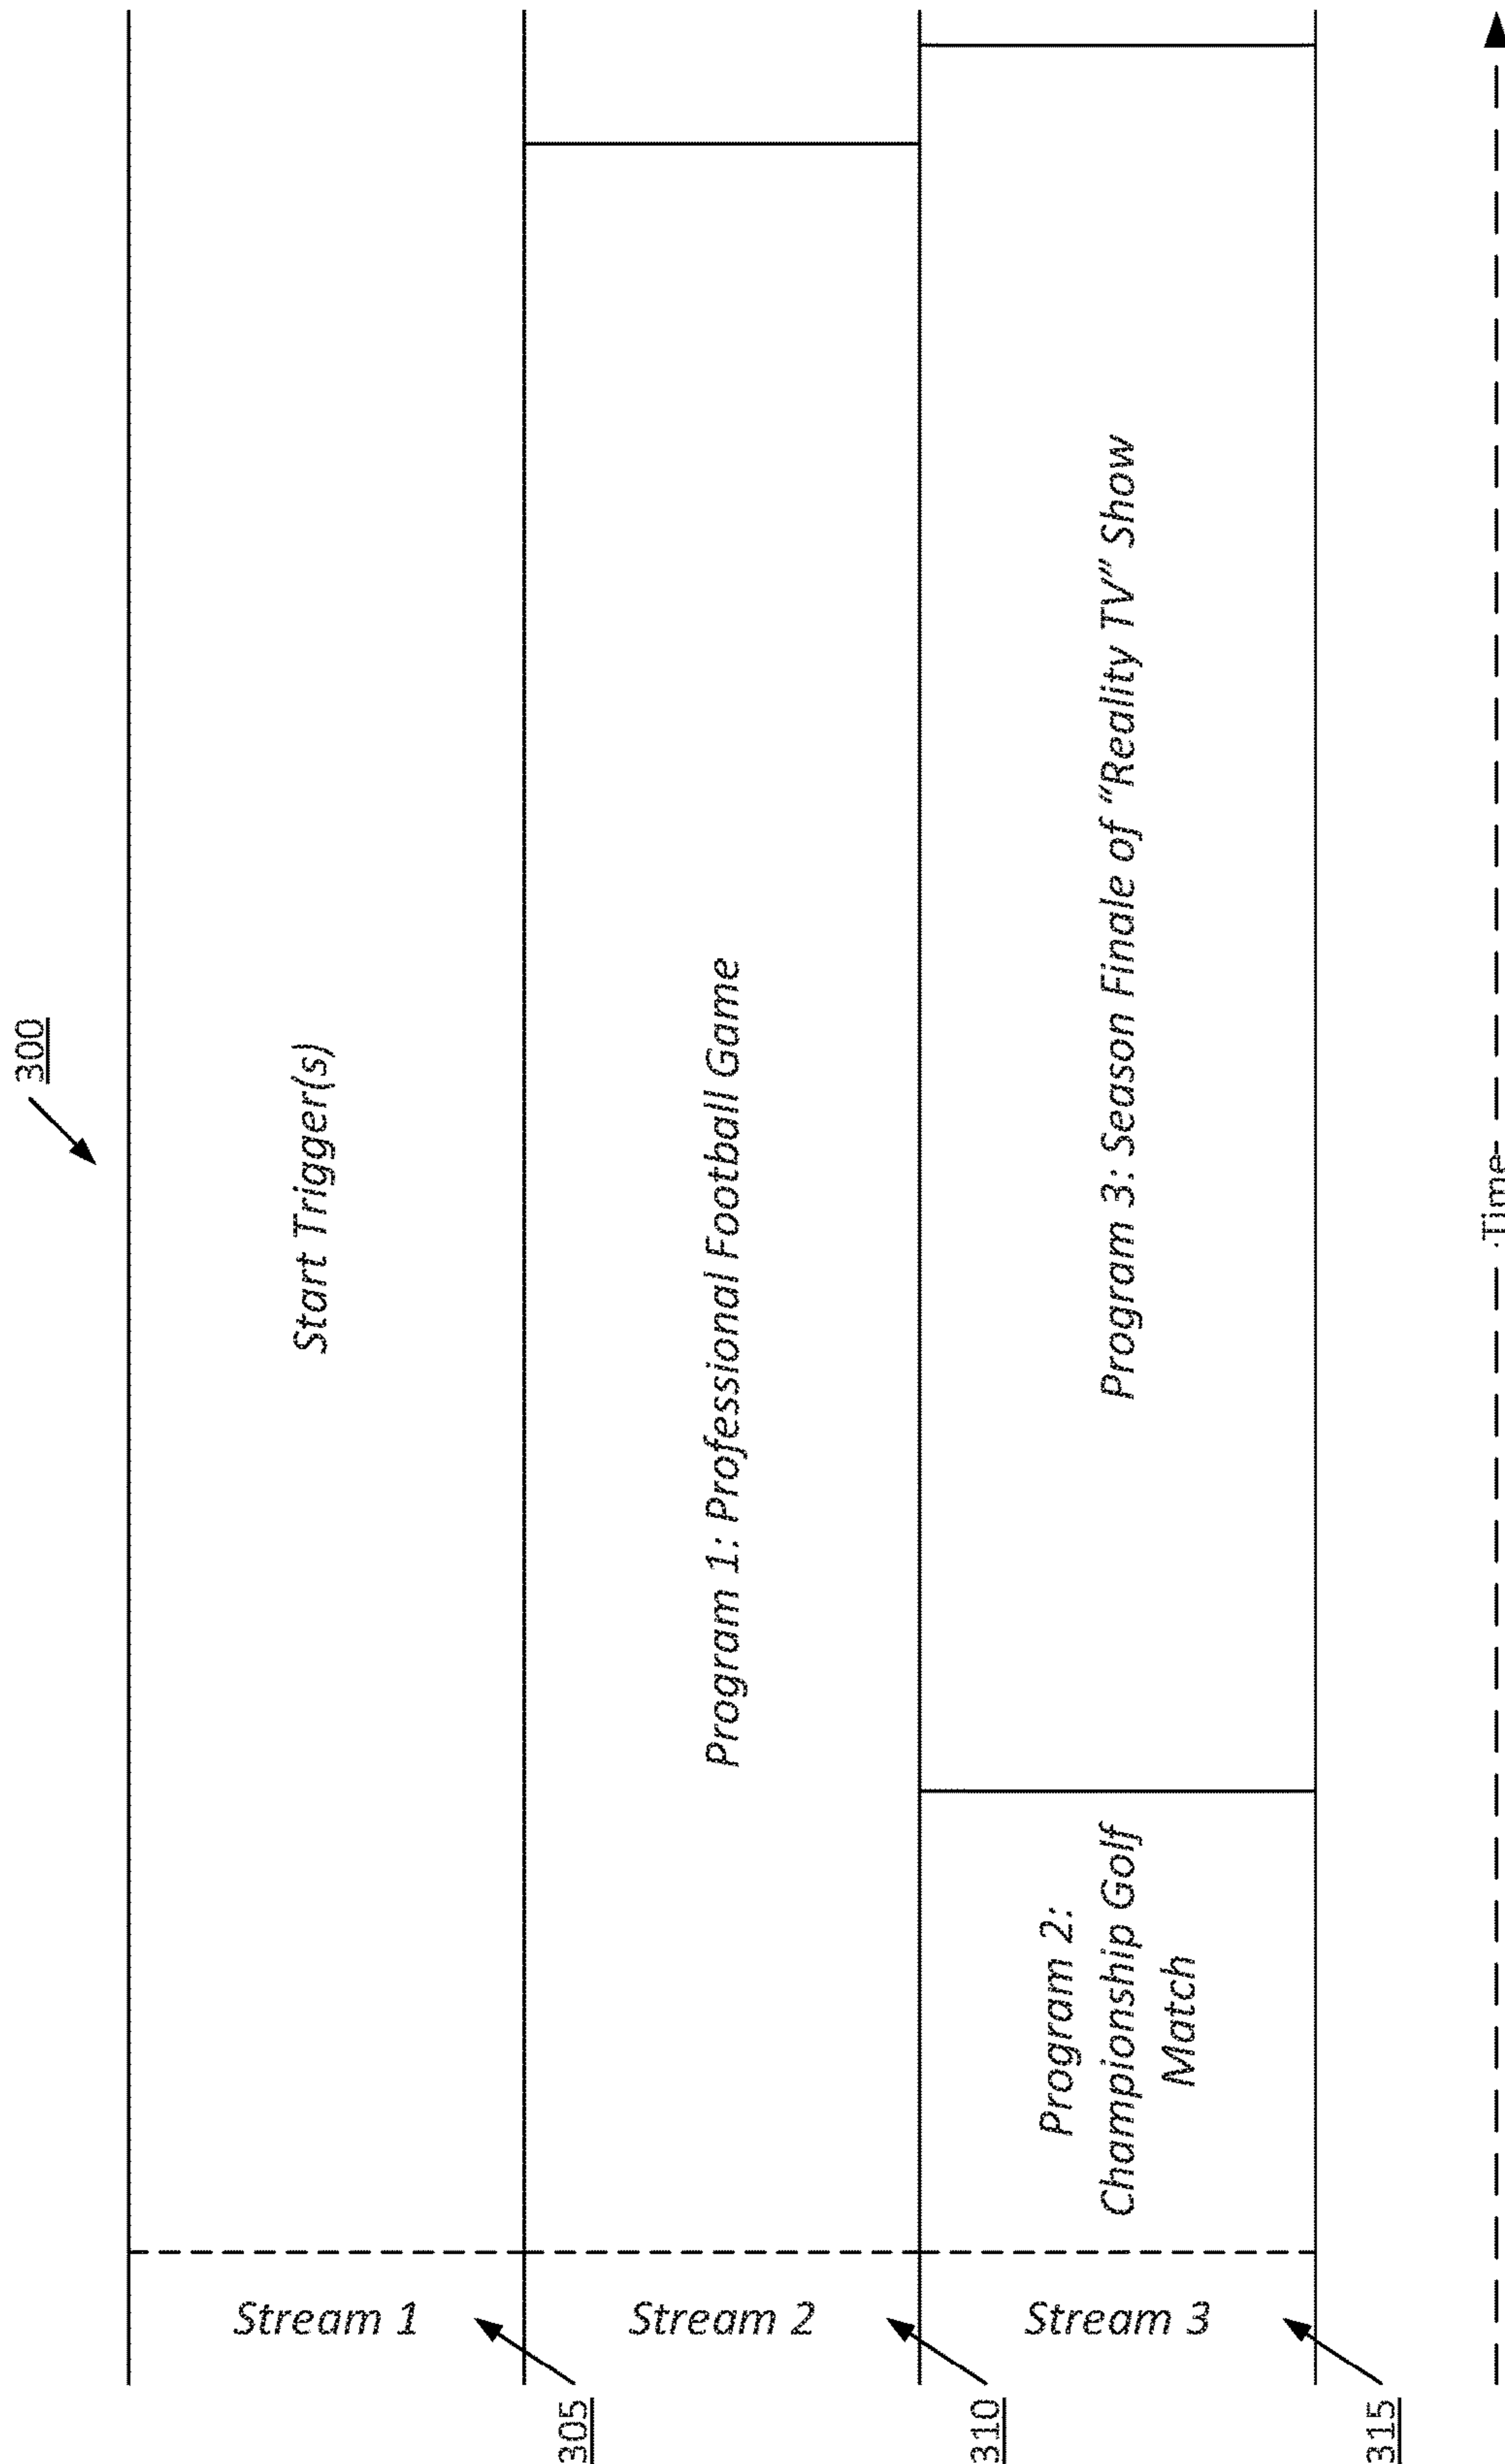 300
Stream 1
Start Trigger(s)
305
Stream 2
Program 1: Professional Football Game
310
Stream 3
Program 2:
Championship Golf
Match
Program 3: Season Finale of “Reality TV” Show
315
Time